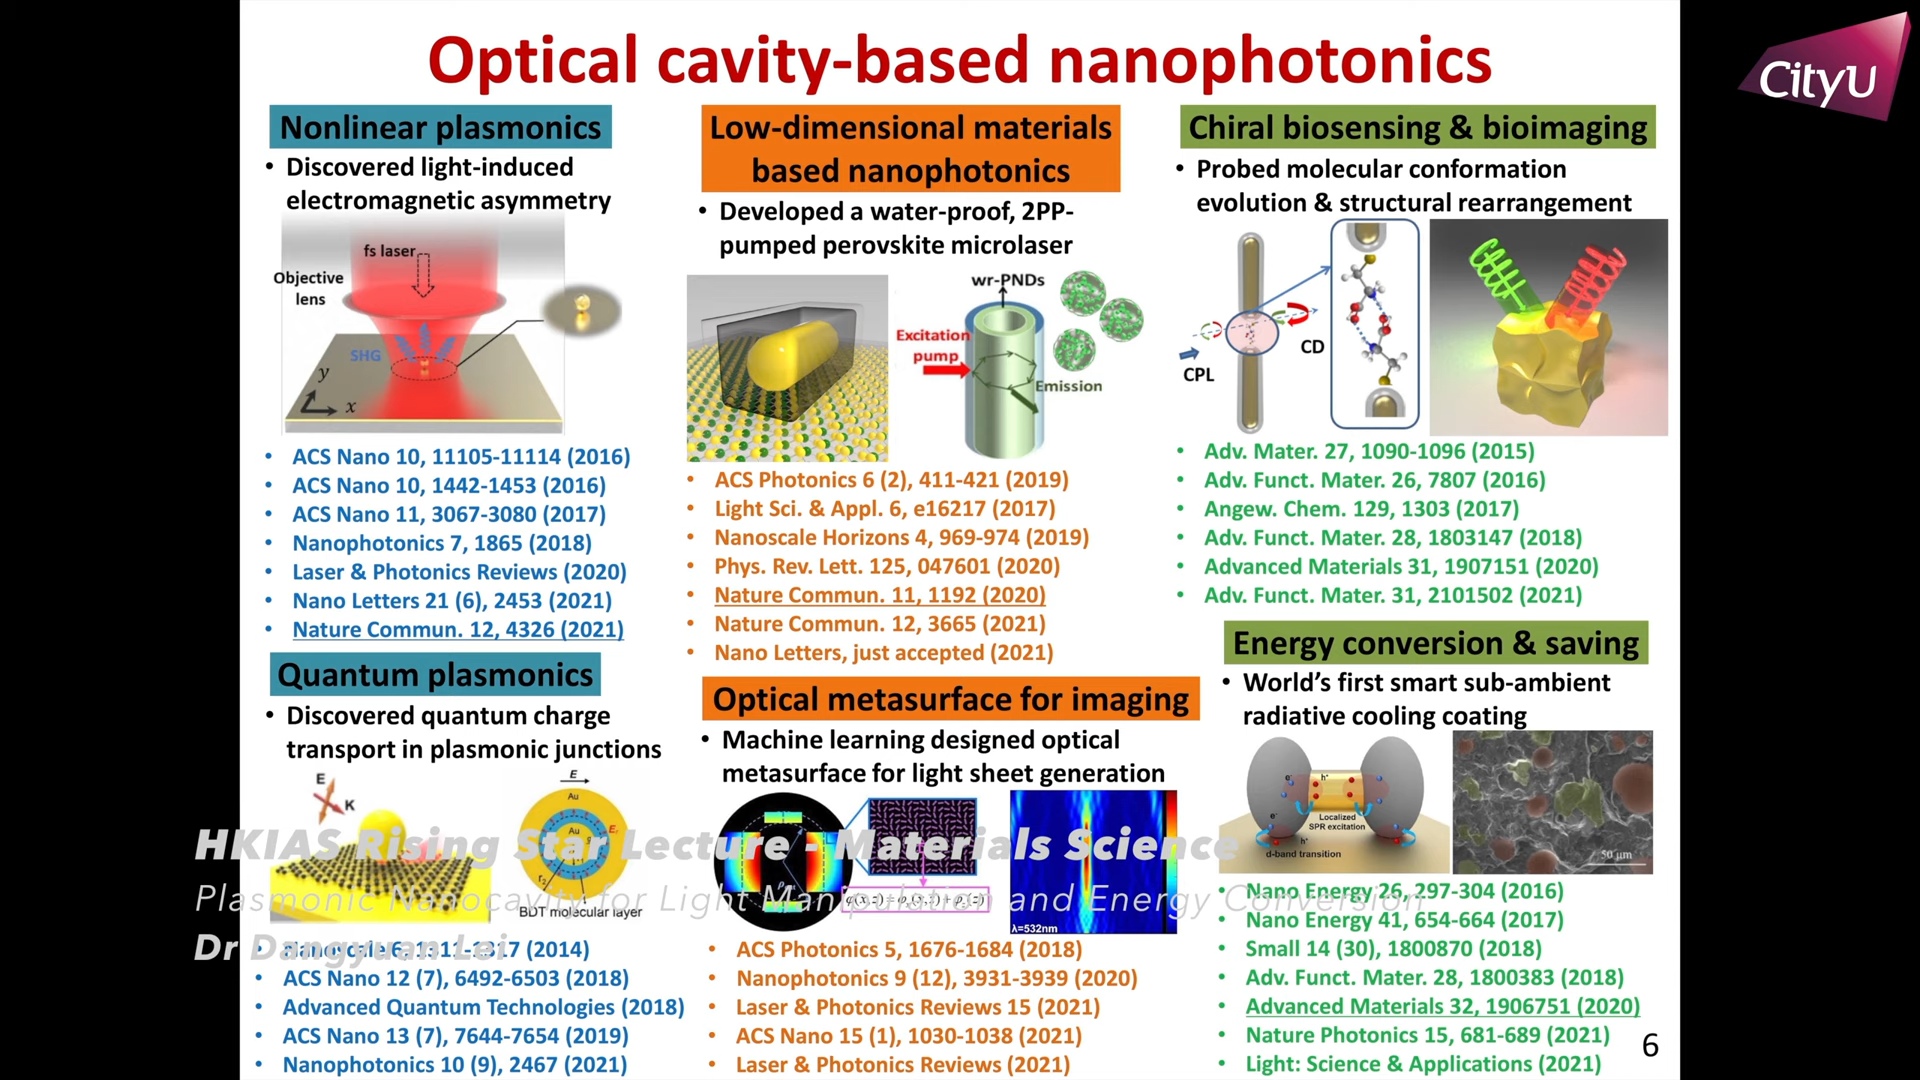 Optical cavity-based nanophotonics
CityU
Nonlinear plasmonics
• Discovered light-induced
electromagnetic asymmetry
fs laser
Objective
lens
SHG
y
x
• ACS Nano 10, 11105-11114 (2016)
• ACS Nano 10, 1442-1453 (2016)
• ACS Nano 11, 3067-3080 (2017)
• Nanophotonics 7, 1865 (2018)
• Laser & Photonics Reviews (2020)
• Nano Letters 21 (6), 2453 (2021)
• Nature Commun. 12, 4326 (2021)
Quantum plasmonics
• Discovered quantum charge
transport in plasmonic junctions
E
K
E
Au
Au
BDT molecular layer
• ACS Nano 12 (7), 6492-6503 (2018)
• Advanced Quantum Technologies (2018)
• ACS Nano 13 (7), 7644-7654 (2019)
• Nanophotonics 10 (9), 2467 (2021)
Low-dimensional materials
based nanophotonics
• Developed a water-proof, 2PP-
pumped perovskite microlaser
wr-PNDs
Excitation
pump
Emission
• ACS Photonics 6 (2), 411-421 (2019)
• Light Sci. & Appl. 6, e16217 (2017)
• Nanoscale Horizons 4, 969-974 (2019)
• Phys. Rev. Lett. 125, 047601 (2020)
• Nature Commun. 11, 1192 (2020)
• Nature Commun. 12, 3665 (2021)
• Nano Letters, just accepted (2021)
Optical metasurface for imaging
• Machine learning designed optical
metasurface for light sheet generation
λ=532nm
• ACS Photonics 5, 1676-1684 (2018)
• Nanophotonics 9 (12), 3931-3939 (2020)
• Laser & Photonics Reviews 15 (2021)
• ACS Nano 15 (1), 1030-1038 (2021)
• Laser & Photonics Reviews (2021)
Chiral biosensing & bioimaging
• Probed molecular conformation
evolution & structural rearrangement
CPL
CD
• Adv. Mater. 27, 1090-1096 (2015)
• Adv. Funct. Mater. 26, 7807 (2016)
• Angew. Chem. 129, 1303 (2017)
• Adv. Funct. Mater. 28, 1803147 (2018)
• Advanced Materials 31, 1907151 (2020)
• Adv. Funct. Mater. 31, 2101502 (2021)
Energy conversion & saving
• World's first smart sub-ambient
radiative cooling coating
e- h+
Localized
SPR excitation
e-
h+
d-band transition
50 μm
• Nano Energy 26, 297-304 (2016)
• Nano Energy 41, 654-664 (2017)
• Small 14 (30), 1800870 (2018)
• Adv. Funct. Mater. 28, 1800383 (2018)
• Advanced Materials 32, 1906751 (2020)
• Nature Photonics 15, 681-689 (2021)
• Light: Science & Applications (2021)
6
HKIAS Rising Star Lecture - Materials Science
Plasmonic Nanocavity for Light Manipulation and Energy Conversion
Dr Dangyuan Lei